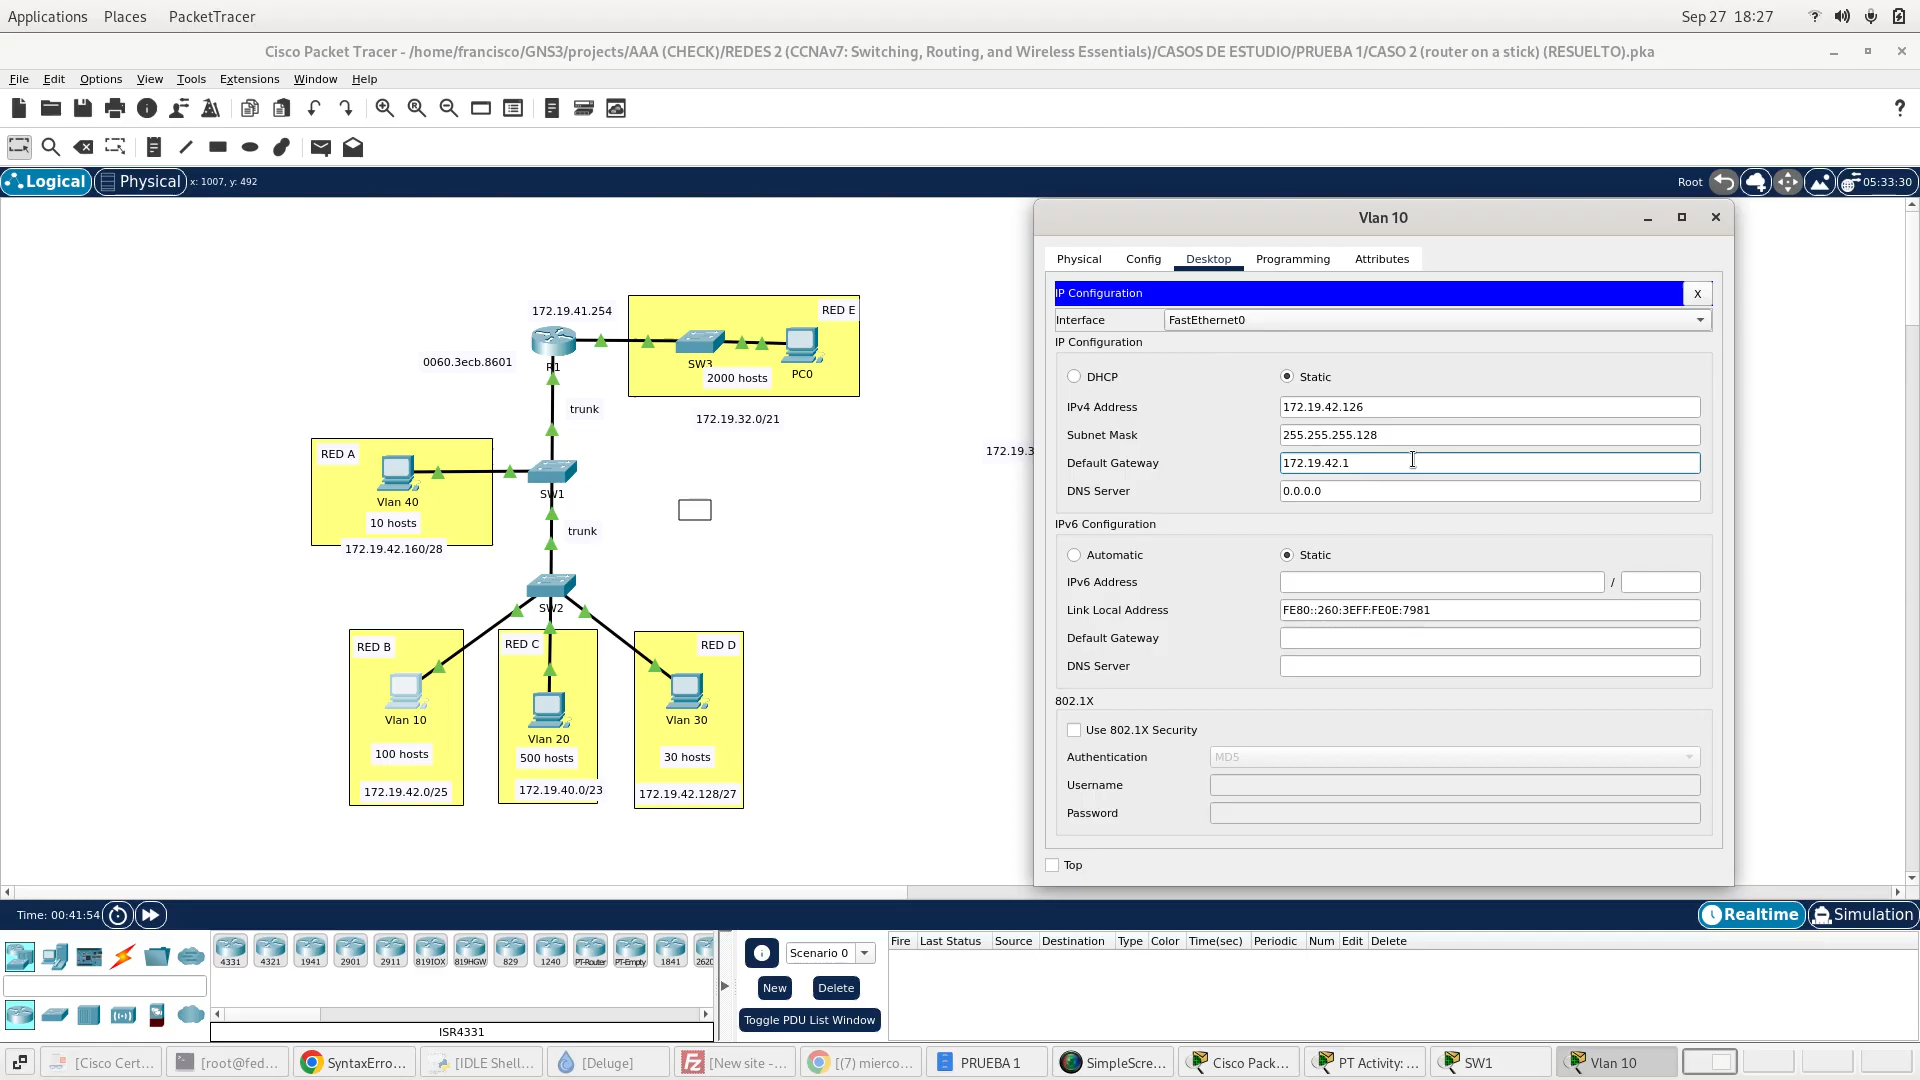 Applications Places PacketTracer Sep 27 18:27
Cisco Packet Tracer - /home/francisco/GNS3/projects/AAA (CHECK)/REDES 2 (CCNAv7: Switching, Routing, and Wireless Essentials)/CASOS DE ESTUDIO/PRUEBA 1/CASO 2 (router on a stick) (RESUELTO).pka
File Edit Options View Tools Extensions Window Help
Logical Physical x: 1007, y: 492 Root 05:33:30
172.19.41.254
RED E
0060.3ecb.8601
R1
SW3
PC0
2000 hosts
trunk
172.19.32.0/21
172.19.3
RED A
Vlan 40
SW1
10 hosts
172.19.42.160/28
trunk
SW2
RED B
RED C
RED D
Vlan 10
Vlan 20
Vlan 30
100 hosts
500 hosts
30 hosts
172.19.42.0/25
172.19.40.0/23
172.19.42.128/27
Vlan 10
Physical Config Desktop Programming Attributes
IP Configuration X
Interface FastEthernet0
IP Configuration
DHCP Static
IPv4 Address 172.19.42.126
Subnet Mask 255.255.255.128
Default Gateway 172.19.42.1
DNS Server 0.0.0.0
IPv6 Configuration
Automatic Static
IPv6 Address /
Link Local Address FE80::260:3EFF:FE0E:7981
Default Gateway
DNS Server
802.1X
Use 802.1X Security
Authentication MD5
Username
Password
Top
Time: 00:41:54 Realtime Simulation
4331 4321 1941 2901 2911 819IOX 819HGW 829 1240 PT-Router PT-Empty 1841 262
ISR4331
Scenario 0
New Delete
Toggle PDU List Window
Fire Last Status Source Destination Type Color Time(sec) Periodic Num Edit Delete
[Cisco Cert... [root@fed... SyntaxErro... [IDLE Shell... [Deluge] [New site -... [(7) mierco... PRUEBA 1 SimpleScre... Cisco Pack... PT Activity: ... SW1 Vlan 10